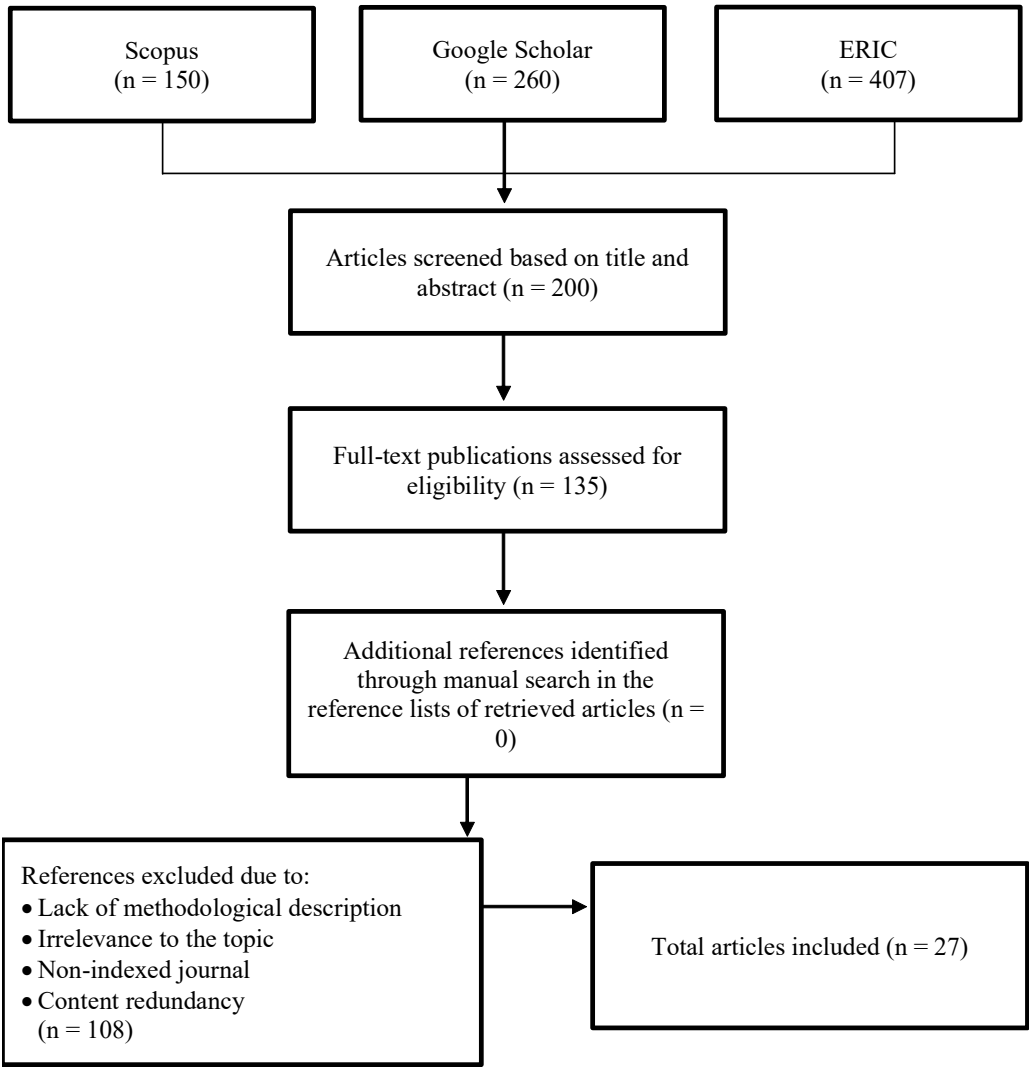 Scopus
(n = 150)
Google Scholar
(n = 260)
ERIC
(n = 407)
Articles screened based on title and
abstract (n = 200)
Full-text publications assessed for
eligibility (n = 135)
Additional references identified
through manual search in the
reference lists of retrieved articles (n =
0)
References excluded due to:
• Lack of methodological description
• Irrelevance to the topic
• Non-indexed journal
• Content redundancy
(n = 108)
Total articles included (n = 27)